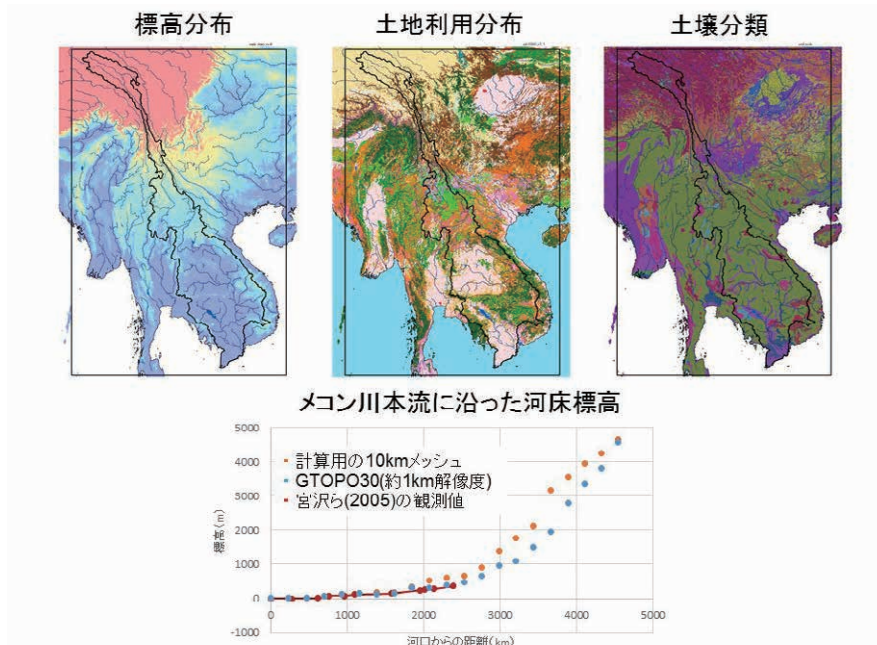 標高分布
土地利用分布
土壌分類
メコン川本流に沿った河床標高
5000
4000
3000
2000
1000
0
-1000
標高(m)
計算用の10kmメッシュ
GTOPO30(約1km解像度)
宮沢ら(2005)の観測値
0
1000
2000
3000
4000
5000
河口からの距離(km)